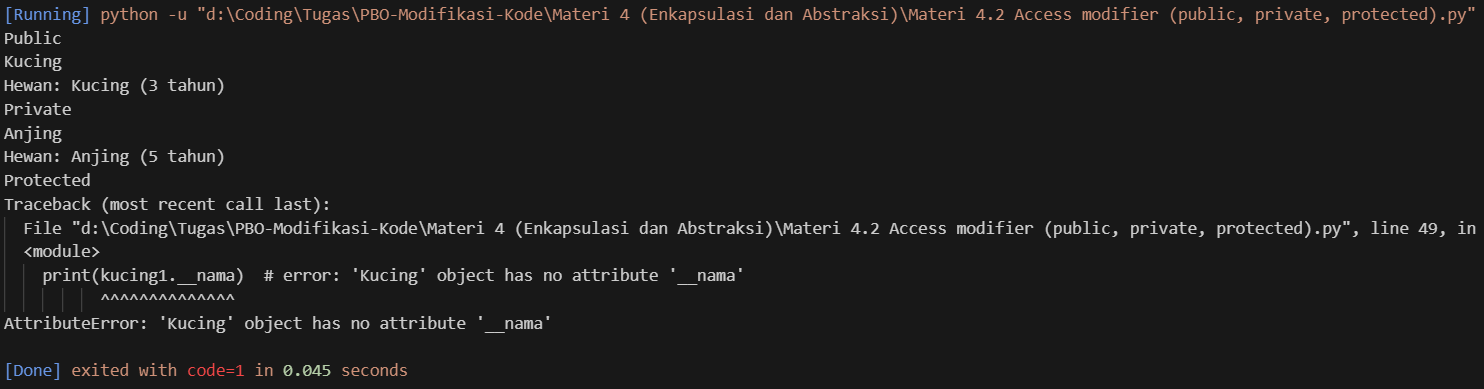 [Running] python -u "d:\Coding\Tugas\PBO-Modifikasi-Kode\Materi 4 (Enkapsulasi dan Abstraksi)\Materi 4.2 Access modifier (public, private, protected).py"
Public
Kucing
Hewan: Kucing (3 tahun)
Private
Anjing
Hewan: Anjing (5 tahun)
Protected
Traceback (most recent call last):
File "d:\Coding\Tugas\PBO-Modifikasi-Kode\Materi 4 (Enkapsulasi dan Abstraksi)\Materi 4.2 Access modifier (public, private, protected).py", line 49, in
<module>
print(kucing1.__nama)  # error: 'Kucing' object has no attribute '__nama'
^^^^^^^^^^^^^^
AttributeError: 'Kucing' object has no attribute '__nama'
[Done] exited with code=1 in 0.045 seconds